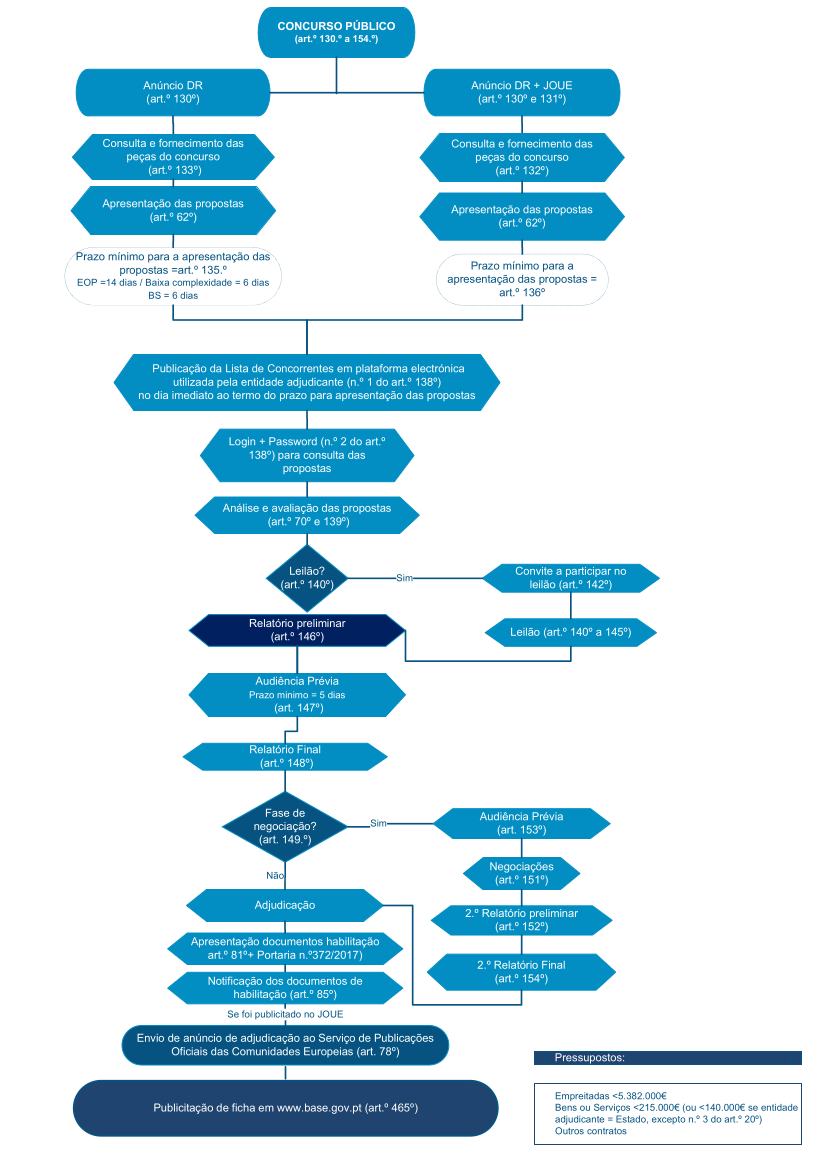 CONCURSO PÚBLICO
(art.º 130.º a 154.º)
Anúncio DR
(art.º 130º)
Anúncio DR + JOUE
(art.º 130º e 131º)
Consulta e fornecimento das
peças do concurso
(art.º 133º)
Consulta e fornecimento das
peças do concurso
(art.º 132º)
Apresentação das propostas
(art.º 62º)
Apresentação das propostas
(art.º 62º)
Prazo mínimo para a apresentação das
propostas =art.º 135.º
EOP =14 dias / Baixa complexidade = 6 dias
BS = 6 dias
Prazo mínimo para a
apresentação das propostas =
art.º 136º
Publicação da Lista de Concorrentes em plataforma electrónica
utilizada pela entidade adjudicante (n.º 1 do art.º 138º)
no dia imediato ao termo do prazo para apresentação das propostas
Login + Password (n.º 2 do art.º
138º) para consulta das
propostas
Análise e avaliação das propostas
(art.º 70º e 139º)
Leilão?
(art.º 140º)
Sim
Convite a participar no
leilão (art.º 142º)
Relatório preliminar
(art.º 146º)
Leilão (art.º 140º a 145º)
Audiência Prévia
Prazo mínimo = 5 dias
(art. 147º)
Relatório Final
(art.º 148º)
Fase de
negociação?
(art. 149.º)
Sim
Audiência Prévia
(art. 153º)
Não
Negociações
(art.º 151º)
Adjudicação
2.º Relatório preliminar
(art.º 152º)
Apresentação documentos habilitação
art.º 81º+ Portaria n.º372/2017)
2.º Relatório Final
(art.º 154º)
Notificação dos documentos de
habilitação (art.º 85º)
Se foi publicitado no JOUE
Envio de anúncio de adjudicação ao Serviço de Publicações
Oficiais das Comunidades Europeias (art. 78º)
Publicitação de ficha em www.base.gov.pt (art.º 465º)
Pressupostos:
Empreitadas <5.382.000€
Bens ou Serviços <215.000€ (ou <140.000€ se entidade
adjudicante = Estado, excepto n.º 3 do art.º 20º)
Outros contratos